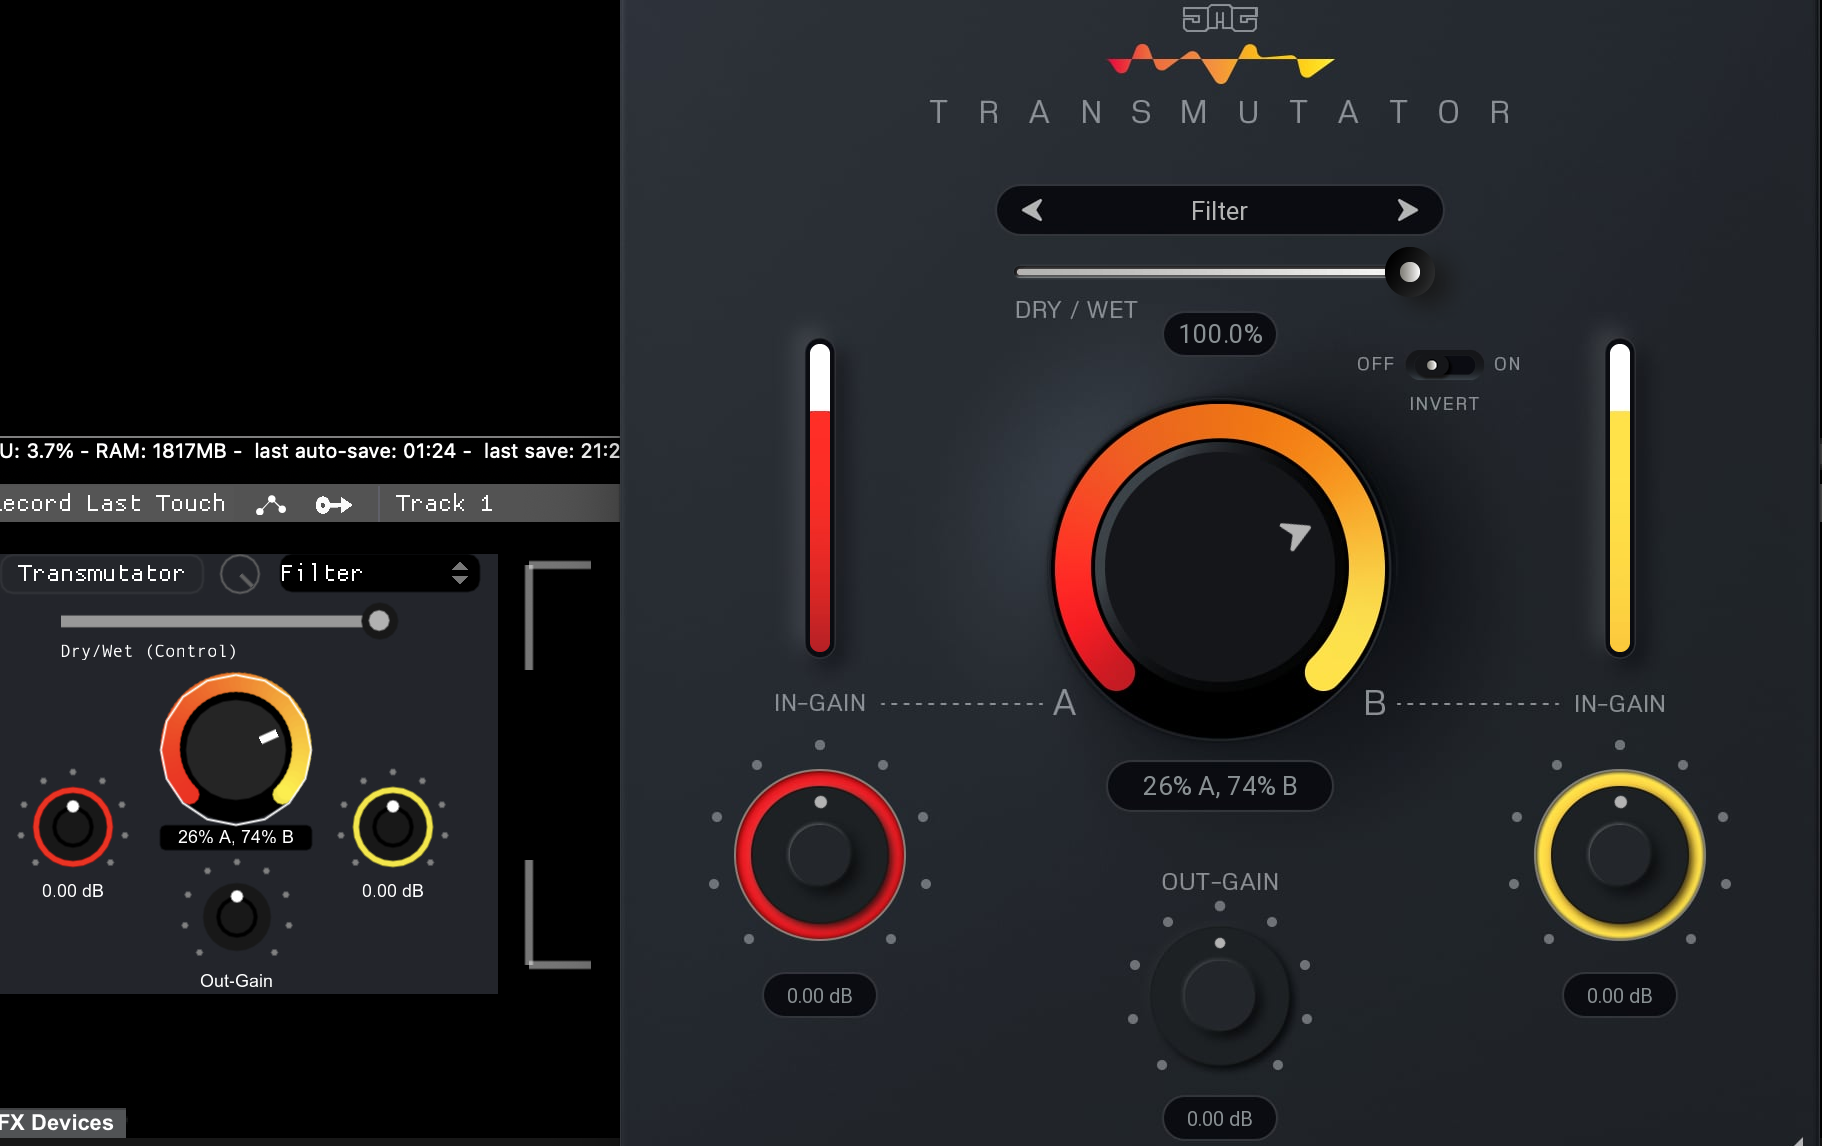 JMG
TRANSMUTATOR
Filter
DRY / WET
100.0%
OFF ON
INVERT
U: 3.7% - RAM: 1817MB - last auto-save: 01:24 - last save: 21:2
ecord Last Touch Track 1
Transmutator Filter
Dry/Wet (Control)
26% A, 74% B
0.00 dB 0.00 dB
Out-Gain
FX Devices
IN-GAIN A B IN-GAIN
26% A, 74% B
OUT-GAIN
0.00 dB 0.00 dB
0.00 dB